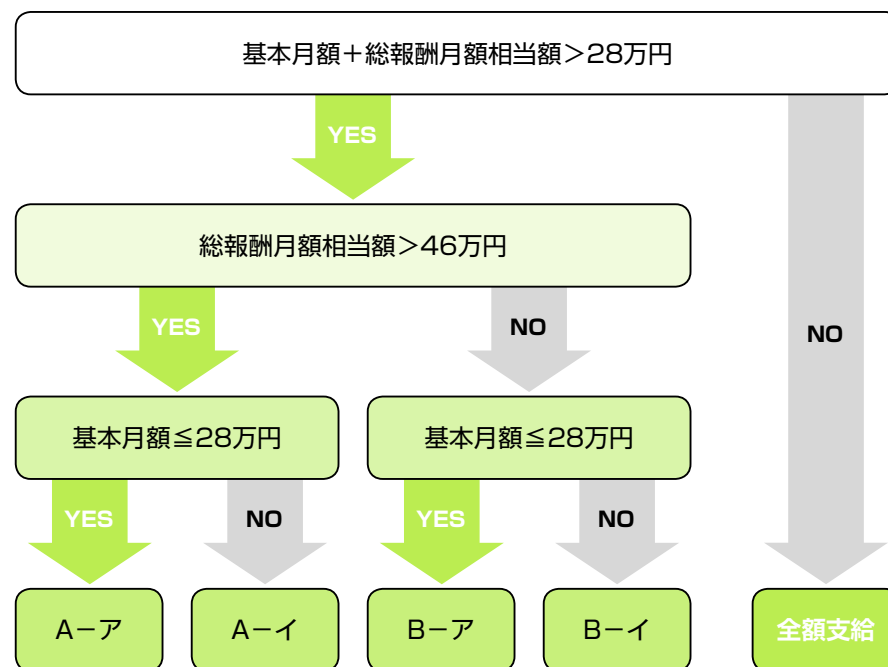 基本月額＋総報酬月額相当額＞28万円
YES
総報酬月額相当額＞46万円
YES
NO
NO
基本月額≦28万円
基本月額≦28万円
YES
NO
YES
NO
A－ア
A－イ
B－ア
B－イ
全額支給